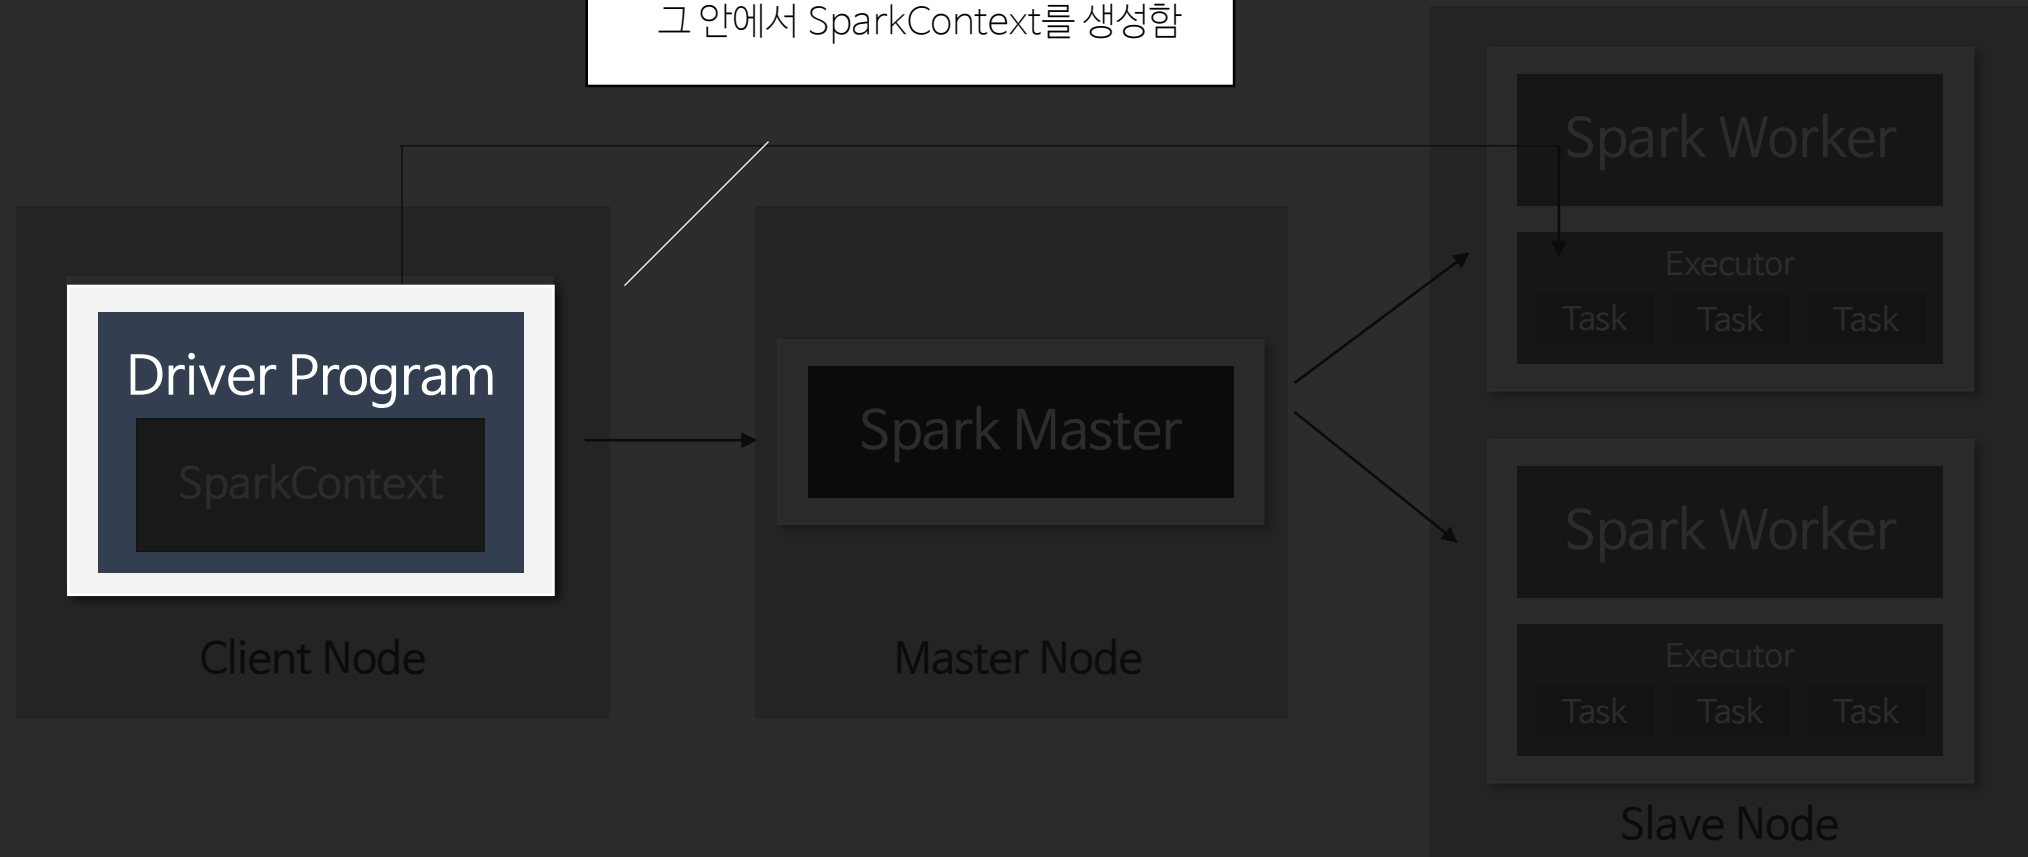 그 안에서 SparkContext를 생성함
Driver Program
SparkContext
Client Node
Spark Master
Master Node
Spark Worker
Executor
Task Task Task
Spark Worker
Executor
Task Task Task
Slave Node